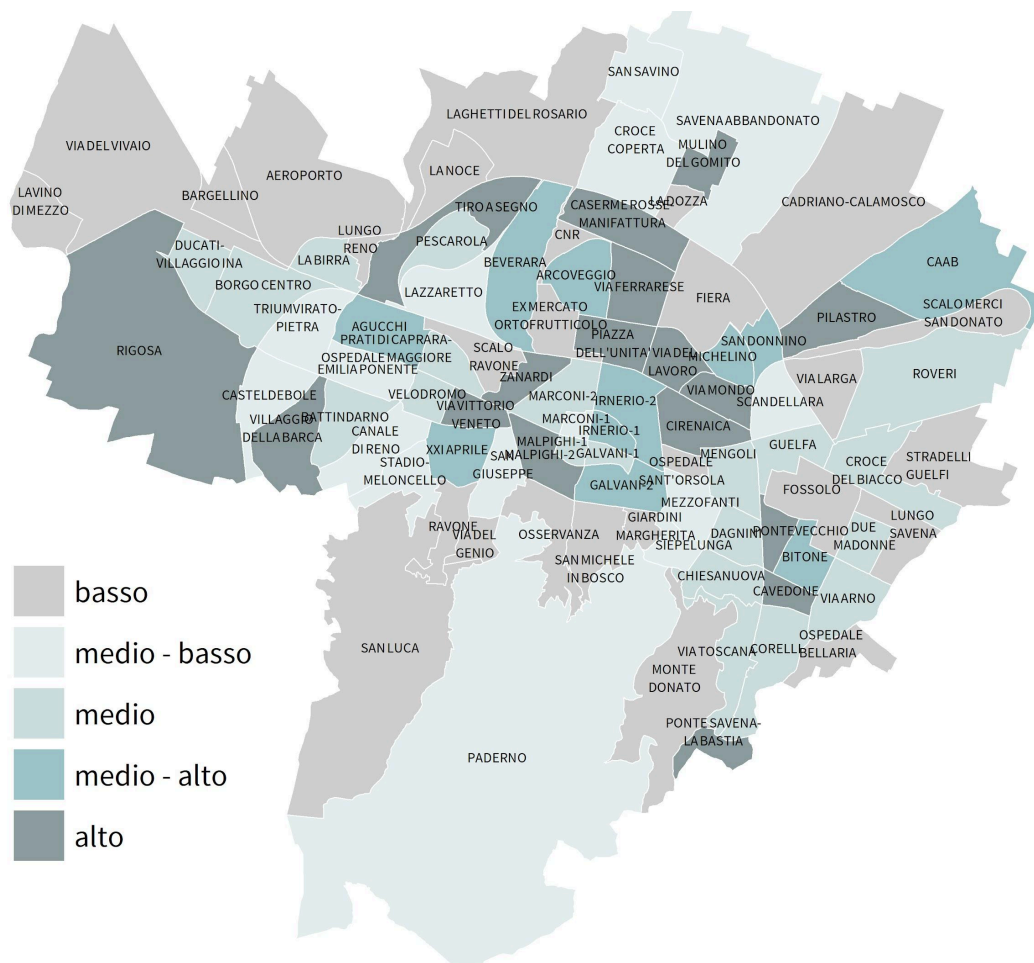 SAN SAVINO
LAGHETTI DEL ROSARIO
SAVENA ABBANDONATO
CROCE
COPERTA
MULINO
DEL GOMITO
VIA DEL VIVAIO
AEROPORTO
LA NOCE
BARGELLINO
LAVINO
DI MEZZO
LA DOZZA
CADRIANO-CALAMOSCO
TIRO A SEGNO
CASERME ROSSE-
MANIFATTURA
LUNGO
RENO
PESCAROLA
CNR
DUCATI-
VILLAGGIO INA
LA BIRRA
BEVERARA
ARCOVEGGIO
CAAB
BORGO CENTRO
LAZZARETTO
VIA FERRARESE
FIERA
TRIUMVIRATO-
PIETRA
EX MERCATO
ORTOFRUTTICOLO
SCALO MERCI
SAN DONATO
PILASTRO
AGUCCHI
PRATI DI CAPRARA-
OSPEDALE MAGGIORE
PIAZZA
DELL'UNITA'
VIA DEL
LAVORO
SAN DONNINO
MICHELINO
RIGOSA
SCALO
RAVONE
EMILIA PONENTE
ZANARDI
VIA LARGA
ROVERI
CASTELDEBOLE
VELODROMO
MARCONI-2
IRNERIO-2
VIA MONDO
SCANDELLARA
VIA VITTORIO
VENETO
VILLAGGIO
DELLA BARCA
BATTINDARNO
MARCONI-1
IRNERIO-1
CIRENAICA
CANALE
DI RENO
MALPIGHI-1
MALPIGHI-2
GALVANI-1
MENGOLI
GUELFA
XXI APRILE
SAN
GIUSEPPE
STADIO-
MELONCELLO
OSPEDALE
SANT'ORSOLA
CROCE
DEL BIACCO
STRADELLI
GUELFI
GALVANI-2
FOSSOLO
MEZZOFANTI
GIARDINI
MARGHERITA
LUNGO
SAVENA
RAVONE
VIA DEL
GENIO
OSSERVANZA
DAGNINI
PONTEVECCHIO
DUE
MADONNE
SIEPELUNGA
BITONE
SAN MICHELE
IN BOSCO
CHIESANUOVA
CAVEDONE
VIA ARNO
basso
medio - basso
medio
medio - alto
alto
SAN LUCA
VIA TOSCANA
CORELLI
OSPEDALE
BELLARIA
MONTE
DONATO
PONTE SAVENA-
LA BASTIA
PADERNO